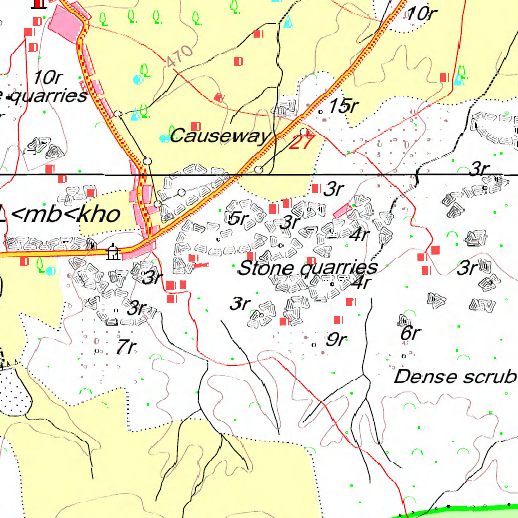 10r
470
10r
e quarries
15r
Causeway
27
3r
L <mb<kho
3r
5r
3r
4r
Stone quarries
3r
3r
4r
3r
3r
9r
6r
7r
Dense scrub